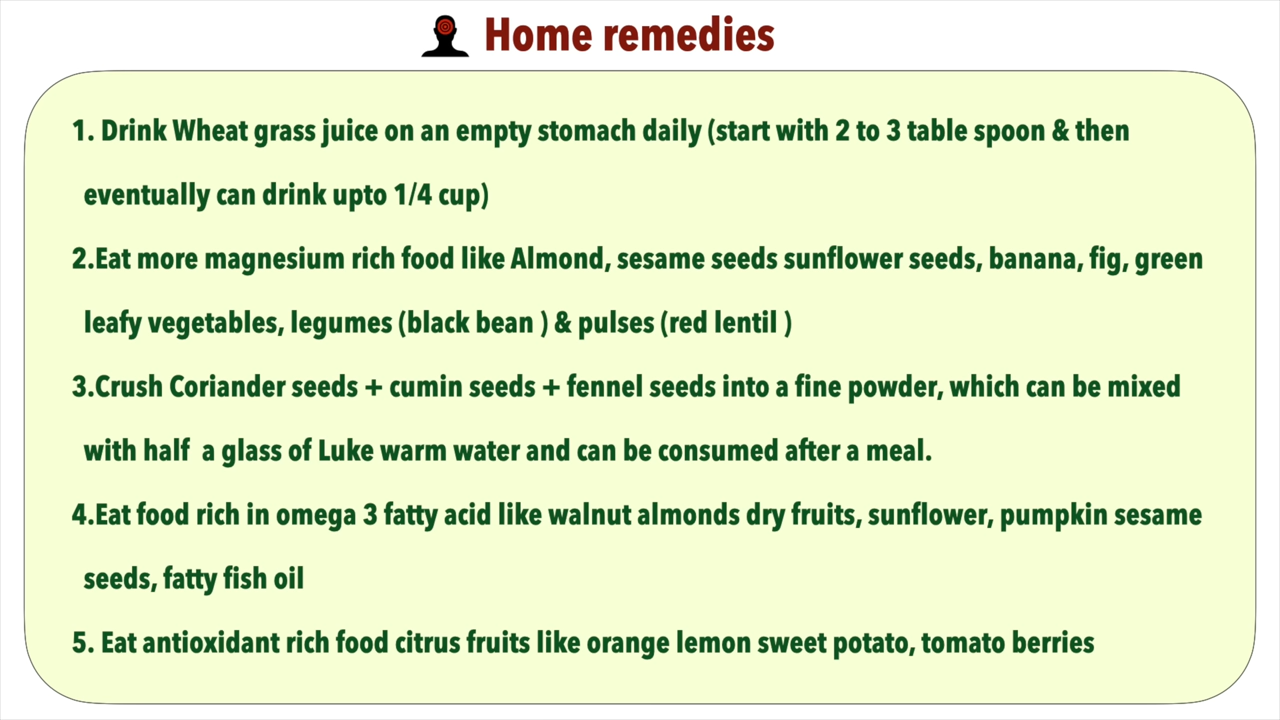 Home remedies
1. Drink Wheat grass juice on an empty stomach daily (start with 2 to 3 table spoon & then
eventually can drink upto 1/4 cup)
2.Eat more magnesium rich food like Almond, sesame seeds sunflower seeds, banana, fig, green
leafy vegetables, legumes (black bean ) & pulses (red lentil )
3.Crush Coriander seeds + cumin seeds + fennel seeds into a fine powder, which can be mixed
with half  a glass of Luke warm water and can be consumed after a meal.
4.Eat food rich in omega 3 fatty acid like walnut almonds dry fruits, sunflower, pumpkin sesame
seeds, fatty fish oil
5. Eat antioxidant rich food citrus fruits like orange lemon sweet potato, tomato berries